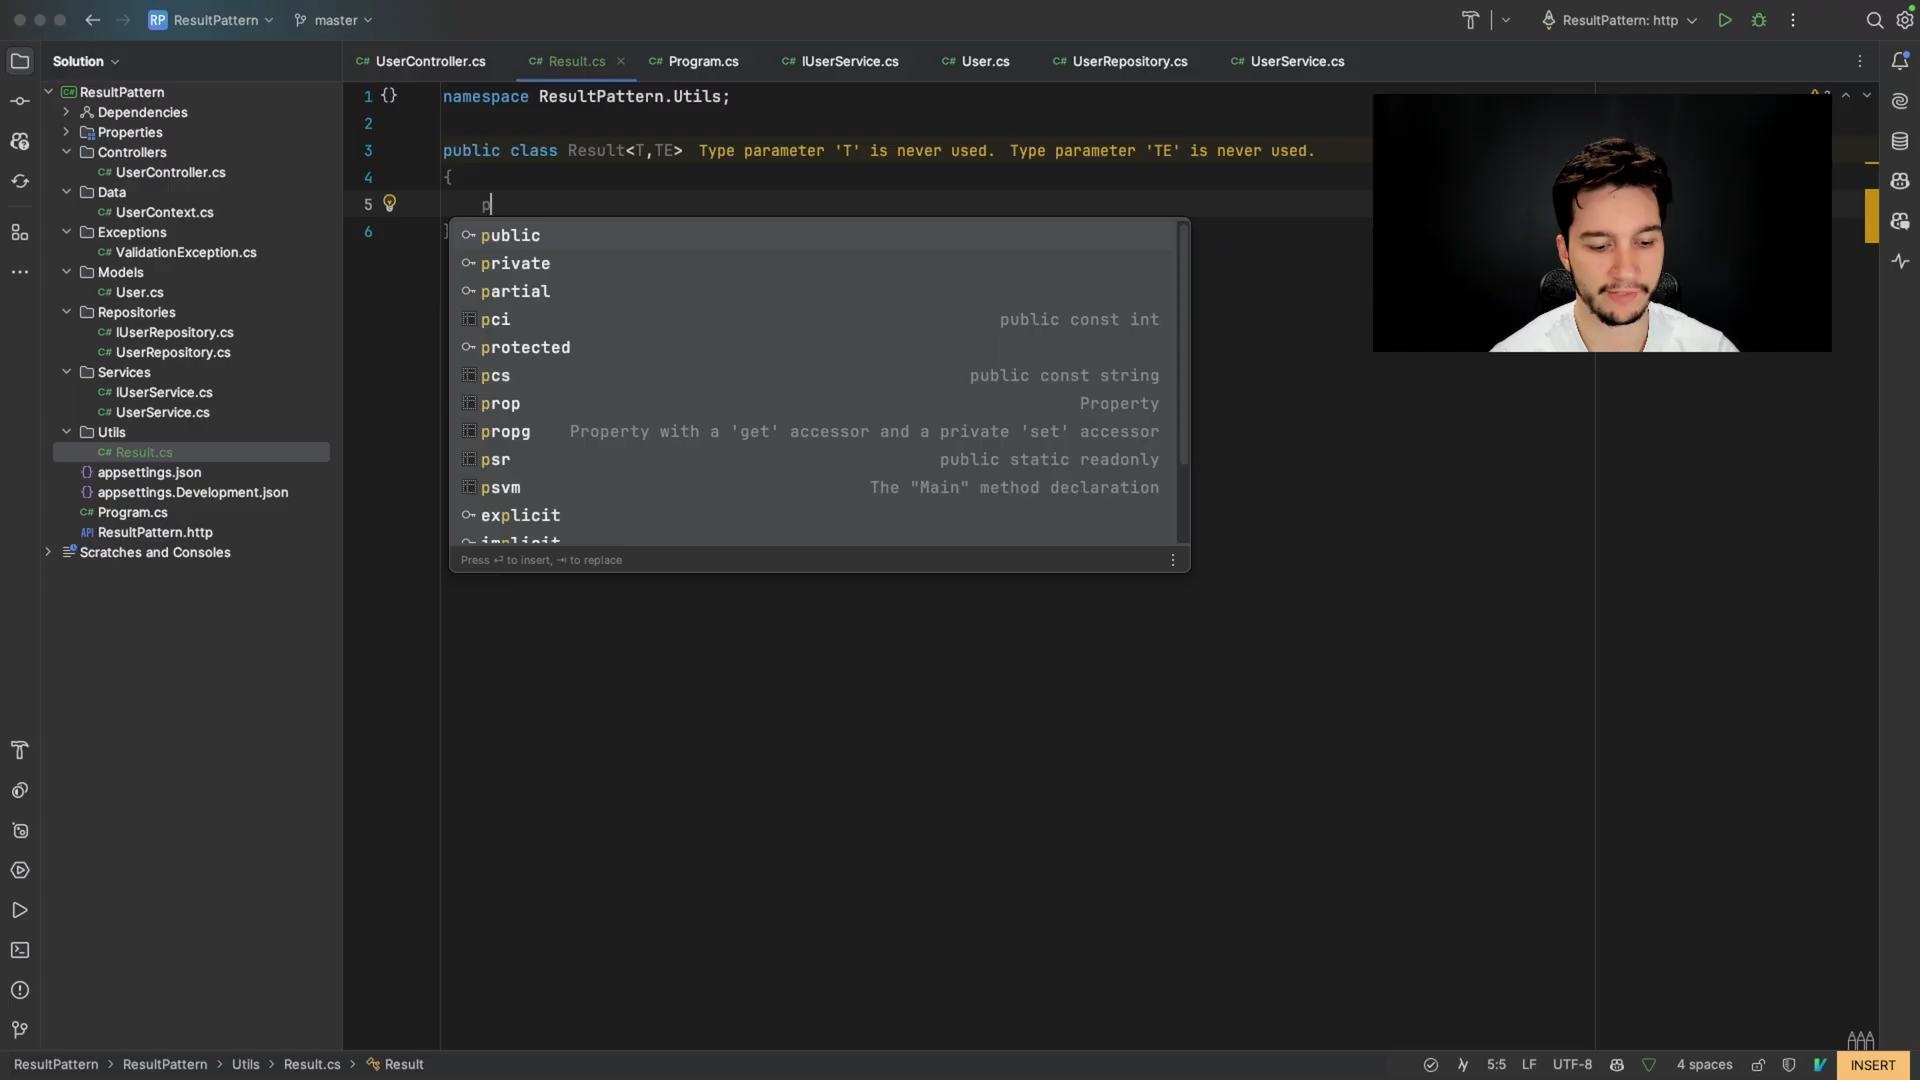 RP ResultPattern master ResultPattern: http
Solution
UserController.cs Result.cs Program.cs IUserService.cs User.cs UserRepository.cs UserService.cs
ResultPattern
Dependencies
Properties
Controllers
C# UserController.cs
Data
C# UserContext.cs
Exceptions
C# ValidationException.cs
Models
C# User.cs
Repositories
C# IUserRepository.cs
C# UserRepository.cs
Services
C# IUserService.cs
C# UserService.cs
Utils
C# Result.cs
{} appsettings.json
{} appsettings.Development.json
C# Program.cs
API ResultPattern.http
Scratches and Consoles
1 {} namespace ResultPattern.Utils;
2
3 public class Result<T,TE> Type parameter 'T' is never used. Type parameter 'TE' is never used.
4 {
5 p
6 }
public
private
partial
pci public const int
protected
pcs public const string
prop Property
propg Property with a 'get' accessor and a private 'set' accessor
psr public static readonly
psvm The "Main" method declaration
explicit
implicit
Press ⏎ to insert, ⇥ to replace
ResultPattern > ResultPattern > Utils > Result.cs > Result 5:5 LF UTF-8 4 spaces INSERT